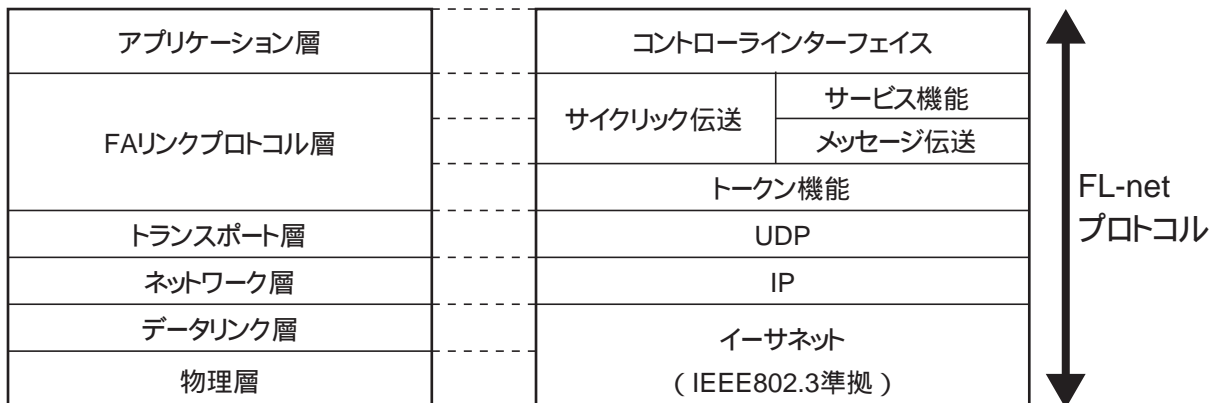 アプリケーション層
コントローラインターフェイス
FAリンクプロトコル層
サイクリック伝送
サービス機能
メッセージ伝送
トークン機能
トランスポート層
UDP
ネットワーク層
IP
データリンク層
物理層
イーサネット
( IEEE802.3準拠 )
FL-net
プロトコル